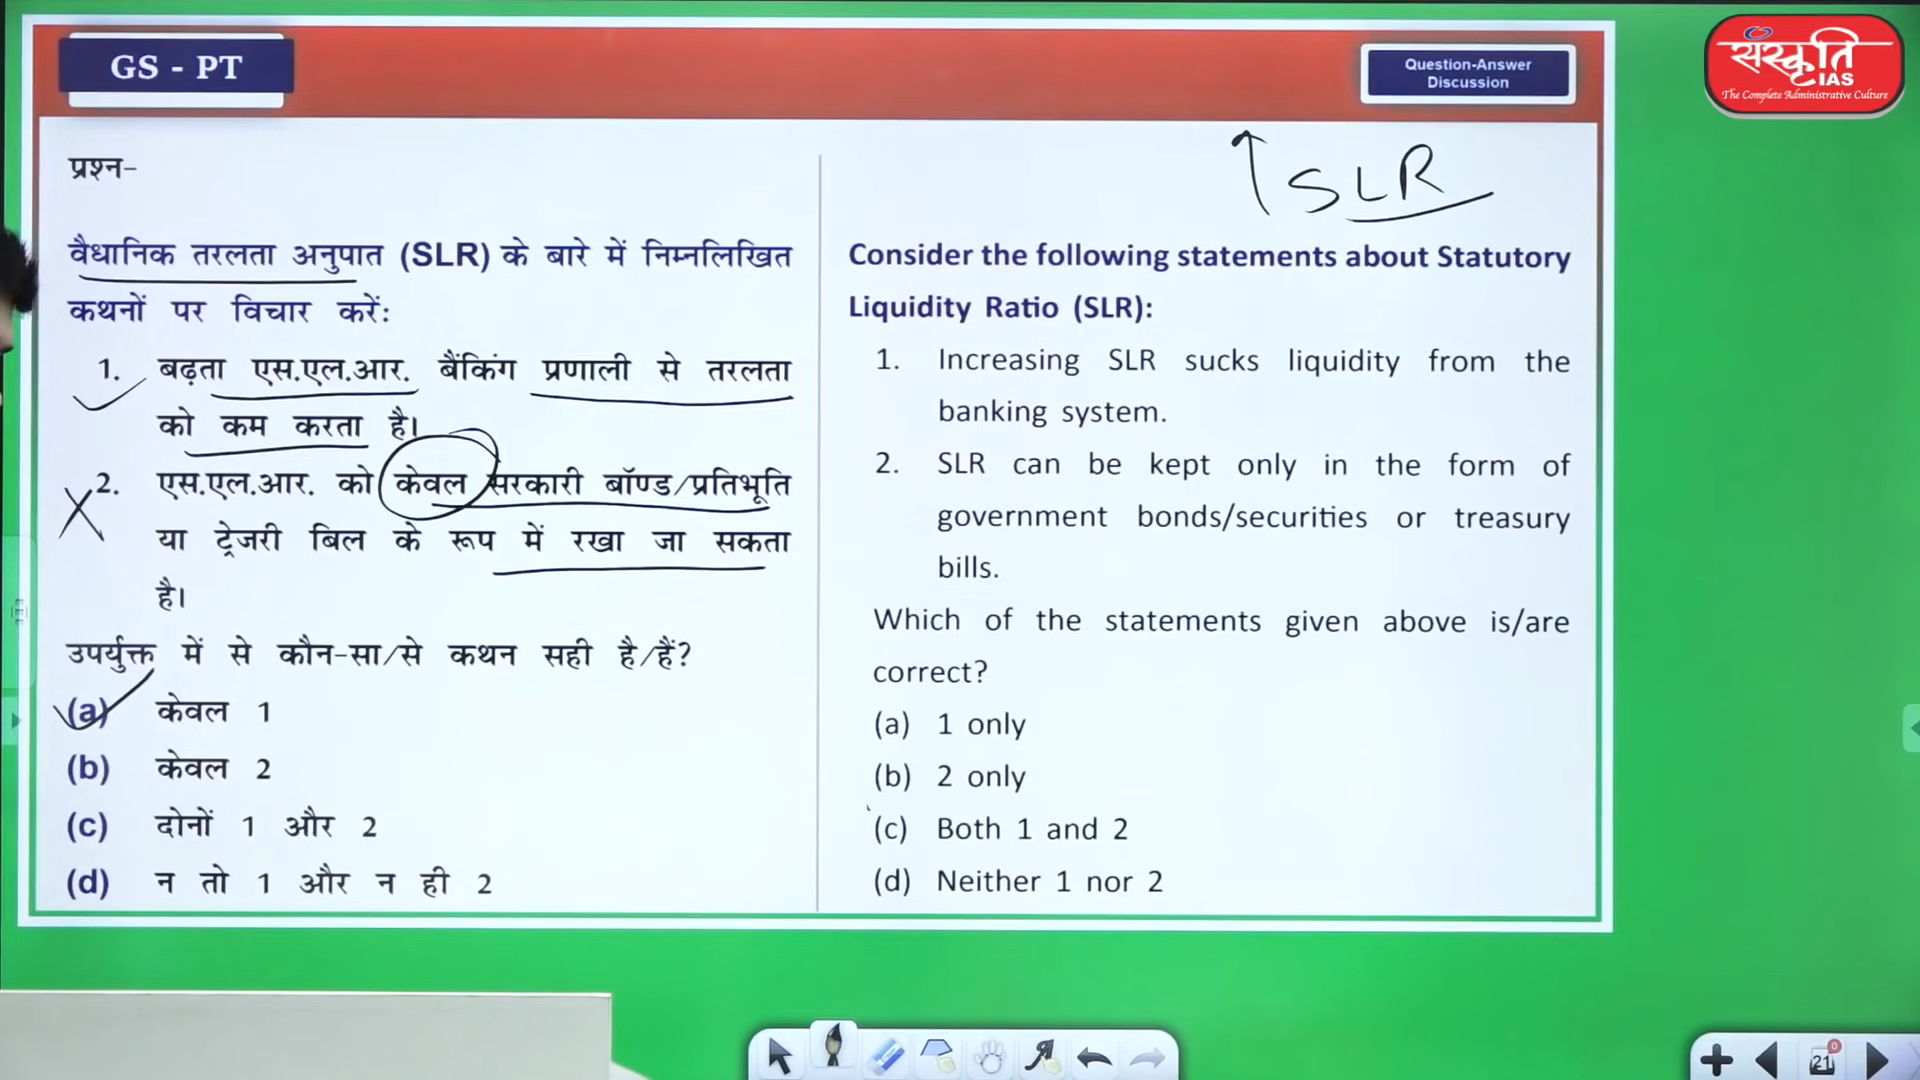 GS - PT
Question-Answer
Discussion
संस्कृति
IAS
The Complete Administrative Culture
प्रश्न-
वैधानिक तरलता अनुपात (SLR) के बारे में निम्नलिखित
कथनों पर विचार करें:
1. बढ़ता एस.एल.आर. बैंकिंग प्रणाली से तरलता
को कम करता है।
2. एस.एल.आर. को केवल सरकारी बॉण्ड/प्रतिभूति
या ट्रेजरी बिल के रूप में रखा जा सकता
है।
उपर्युक्त में से कौन-सा/से कथन सही है/हैं?
(a) केवल 1
(b) केवल 2
(c) दोनों 1 और 2
(d) न तो 1 और न ही 2
SLR
Consider the following statements about Statutory
Liquidity Ratio (SLR):
1. Increasing SLR sucks liquidity from the
banking system.
2. SLR can be kept only in the form of
government bonds/securities or treasury
bills.
Which of the statements given above is/are
correct?
(a) 1 only
(b) 2 only
(c) Both 1 and 2
(d) Neither 1 nor 2
21
0